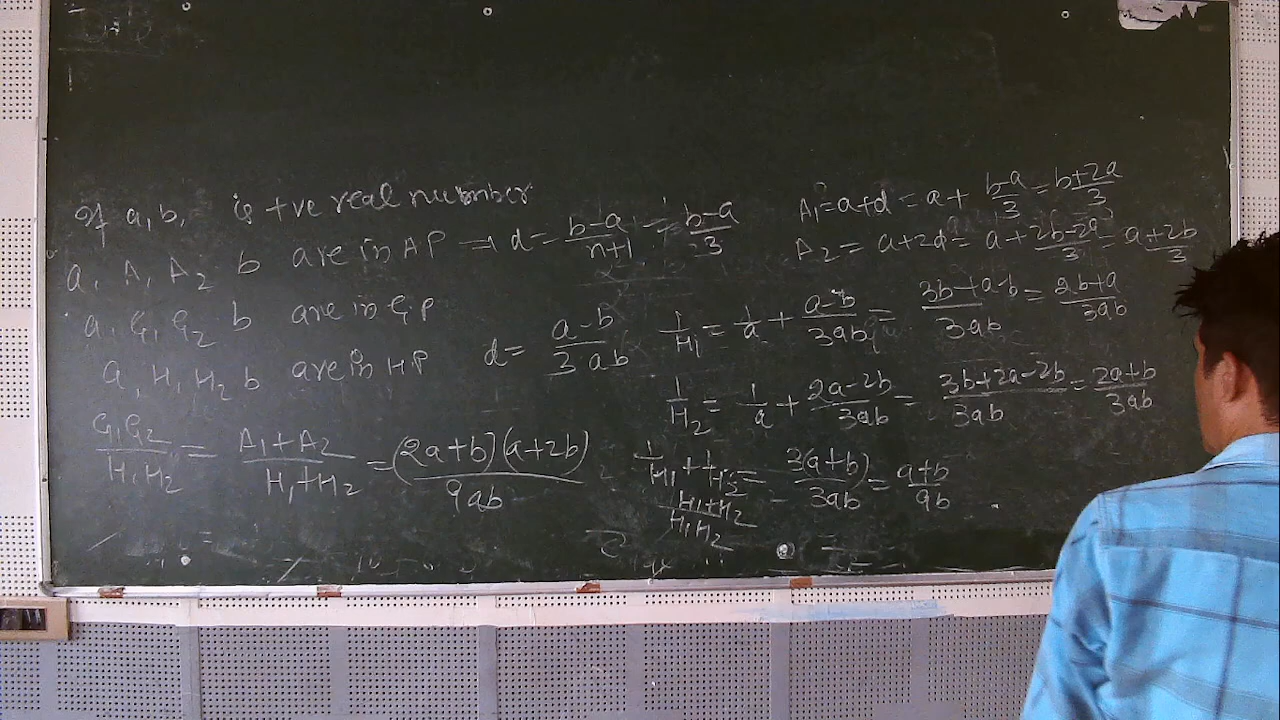 If a, b, is +ve real number
a, A, A2 b are in AP → d = b-a/n+1 = b-a/3
a, G, G2 b are in GP
a, H, H2 b are in HP d = a-b/3ab
G1G2/H1H2 = A1+A2/H1+H2 = (2a+b)(a+2b)/9ab
A1 = a+d = a + b-a/3 = b+2a/3
A2 = a+2d = a + 2b-2a/3 = a+2b/3
1/H1 = 1/a + a-b/3ab = 3b+a-b/3ab = 2b+a/3ab
1/H2 = 1/a + 2a-2b/3ab = 3b+2a-2b/3ab = 2a+b/3ab
1/H1 + 1/H2 = 3(a+b)/3ab = a+b/ab
H1+H2/H1H2